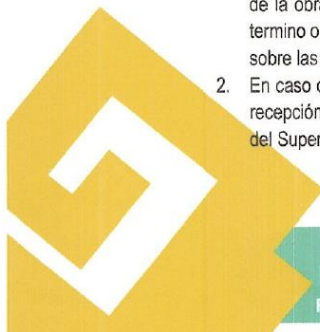 de la obra
termino o
sobre las
2. En caso d
recepción
del Super